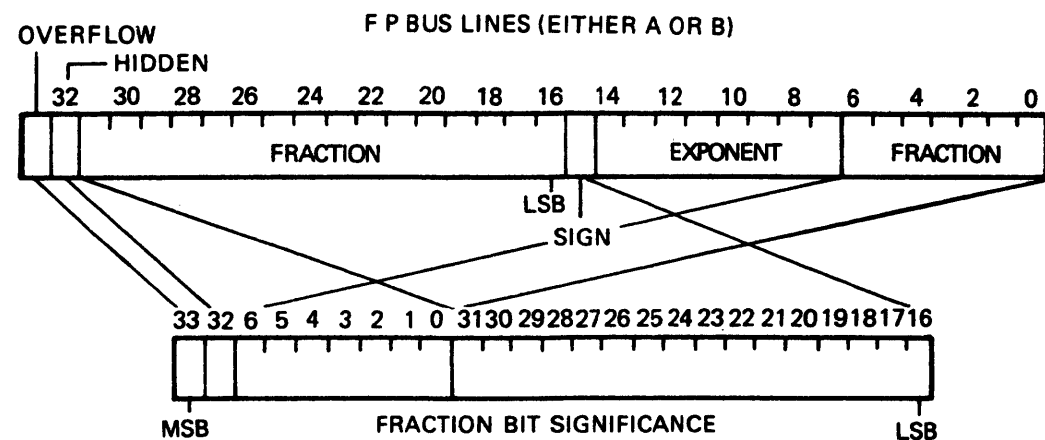 F P BUS LINES (EITHER A OR B)
OVERFLOW
HIDDEN
32 30 28 26 24 22 20 18 16 14 12 10 8 6 4 2 0
FRACTION EXPONENT FRACTION
LSB
SIGN
33 32 6 5 4 3 2 1 0 31 30 29 28 27 26 25 24 23 22 21 20 19 18 17 16
MSB FRACTION BIT SIGNIFICANCE LSB